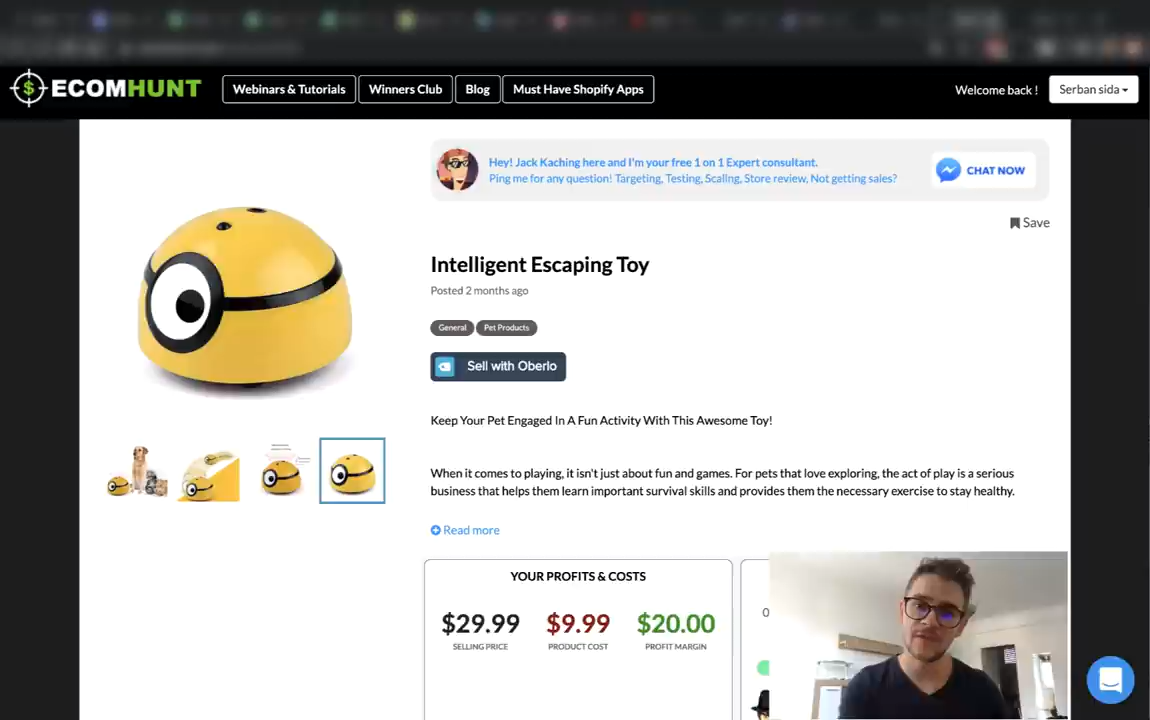 ECOMHUNT
Webinars & Tutorials
Winners Club
Blog
Must Have Shopify Apps
Welcome back !
Serban sida
Hey! Jack Kaching here and I'm your free 1 on 1 Expert consultant.
Ping me for any question! Targeting, Testing, Scaling, Store review, Not getting sales?
CHAT NOW
Save
Intelligent Escaping Toy
Posted 2 months ago
General
Pet Products
Sell with Oberlo
Keep Your Pet Engaged In A Fun Activity With This Awesome Toy!
When it comes to playing, it isn't just about fun and games. For pets that love exploring, the act of play is a serious
business that helps them learn important survival skills and provides them the necessary exercise to stay healthy.
Read more
YOUR PROFITS & COSTS
$29.99 $9.99 $20.00
SELLING PRICE PRODUCT COST PROFIT MARGIN